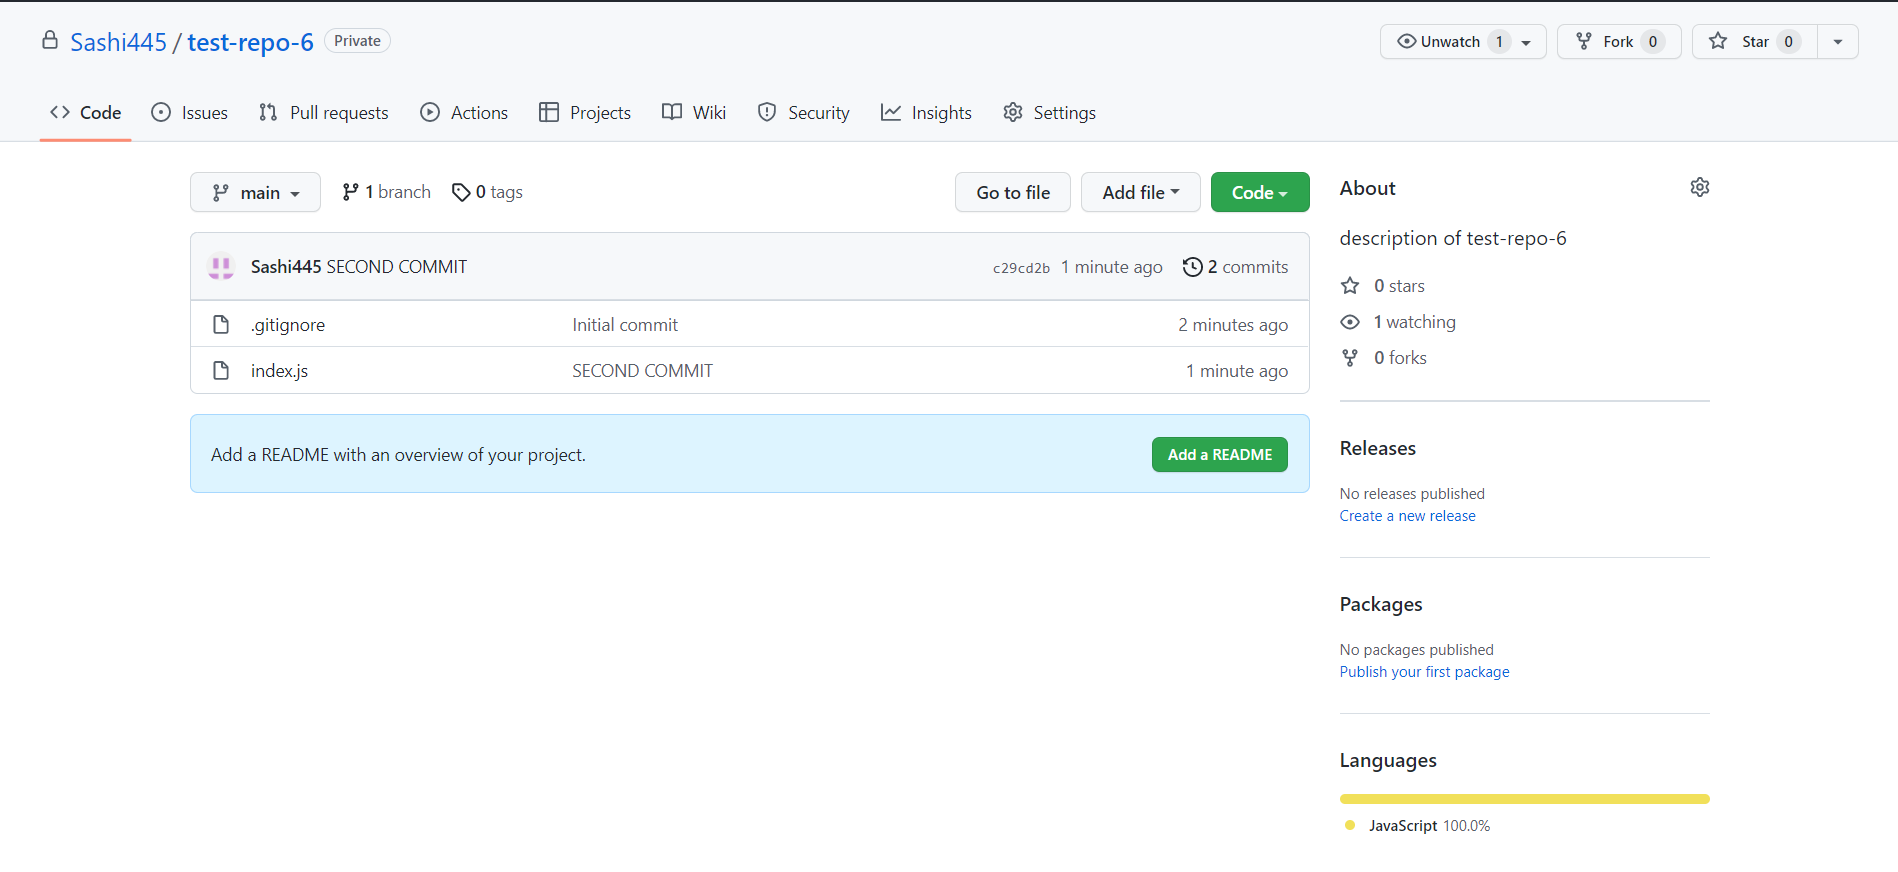 Sashi445 / test-repo-6 Private
Unwatch 1 Fork 0 Star 0
Code Issues Pull requests Actions Projects Wiki Security Insights Settings
main 1 branch 0 tags Go to file Add file Code
Sashi445 SECOND COMMIT c29cd2b 1 minute ago 2 commits
.gitignore Initial commit 2 minutes ago
index.js SECOND COMMIT 1 minute ago
Add a README with an overview of your project. Add a README
About
description of test-repo-6
0 stars
1 watching
0 forks
Releases
No releases published
Create a new release
Packages
No packages published
Publish your first package
Languages
JavaScript 100.0%